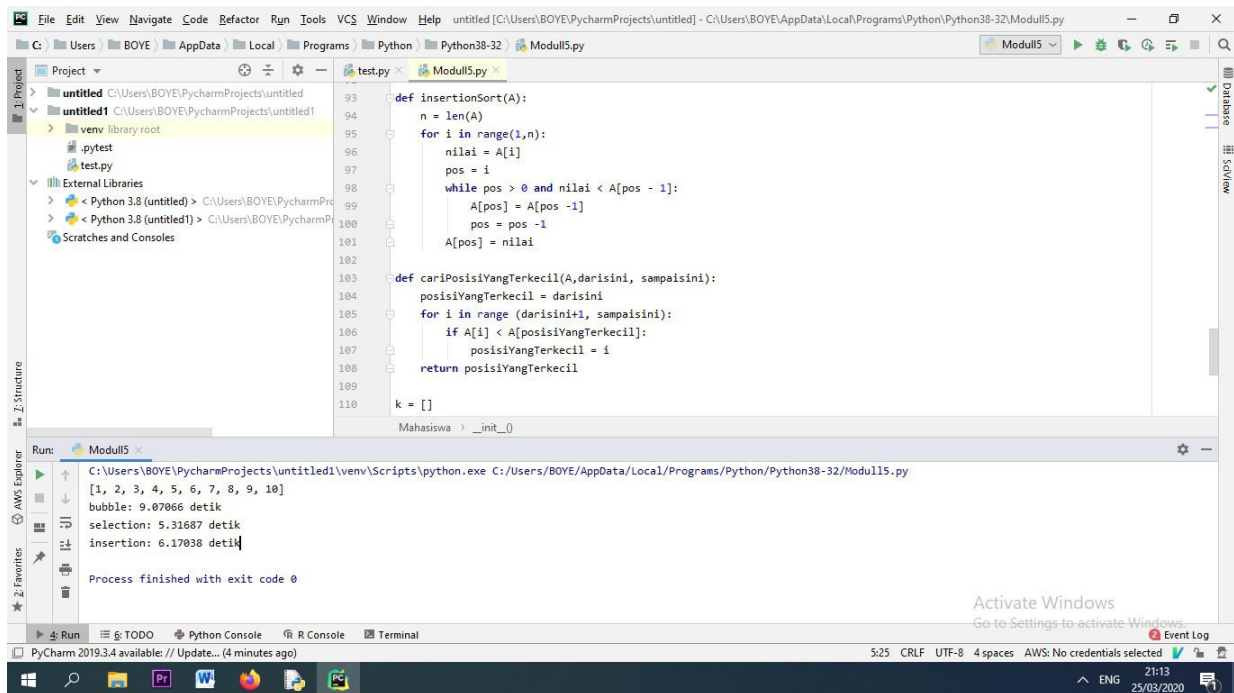 File Edit View Navigate Code Refactor Run Tools VCS Window Help untitled [C:\Users\BOYE\PycharmProjects\untitled] - C:\Users\BOYE\AppData\Local\Programs\Python\Python38-32\Modull5.py
C: Users BOYE AppData Local Programs Python Python38-32 Modull5.py Modull5
Project test.py Modull5.py
untitled C:\Users\BOYE\PycharmProjects\untitled
untitled1 C:\Users\BOYE\PycharmProjects\untitled1
venv library root
.pytest
test.py
External Libraries
< Python 3.8 (untitled) > C:\Users\BOYE\PycharmPro
< Python 3.8 (untitled1) > C:\Users\BOYE\PycharmP
Scratches and Consoles
1: Project
7: Structure
AWS Explorer
2: Favorites
93 def insertionSort(A):
94 n = len(A)
95 for i in range(1,n):
96 nilai = A[i]
97 pos = i
98 while pos > 0 and nilai < A[pos - 1]:
99 A[pos] = A[pos -1]
100 pos = pos -1
101 A[pos] = nilai
102
103 def cariPosisiYangTerkecil(A,darisini, sampaisini):
104 posisiYangTerkecil = darisini
105 for i in range (darisini+1, sampaisini):
106 if A[i] < A[posisiYangTerkecil]:
107 posisiYangTerkecil = i
108 return posisiYangTerkecil
109
110 k = []
Mahasiswa > __init__()
Database
SciView
Run: Modull5
C:\Users\BOYE\PycharmProjects\untitled1\venv\Scripts\python.exe C:/Users/BOYE/AppData/Local/Programs/Python/Python38-32/Modull5.py
[1, 2, 3, 4, 5, 6, 7, 8, 9, 10]
bubble: 9.07066 detik
selection: 5.31687 detik
insertion: 6.17038 detik
Process finished with exit code 0
Activate Windows
Go to Settings to activate Windows.
4: Run 6: TODO Python Console R Console Terminal 2 Event Log
PyCharm 2019.3.4 available: // Update... (4 minutes ago) 5:25 CRLF UTF-8 4 spaces AWS: No credentials selected
ENG 21:13
25/03/2020